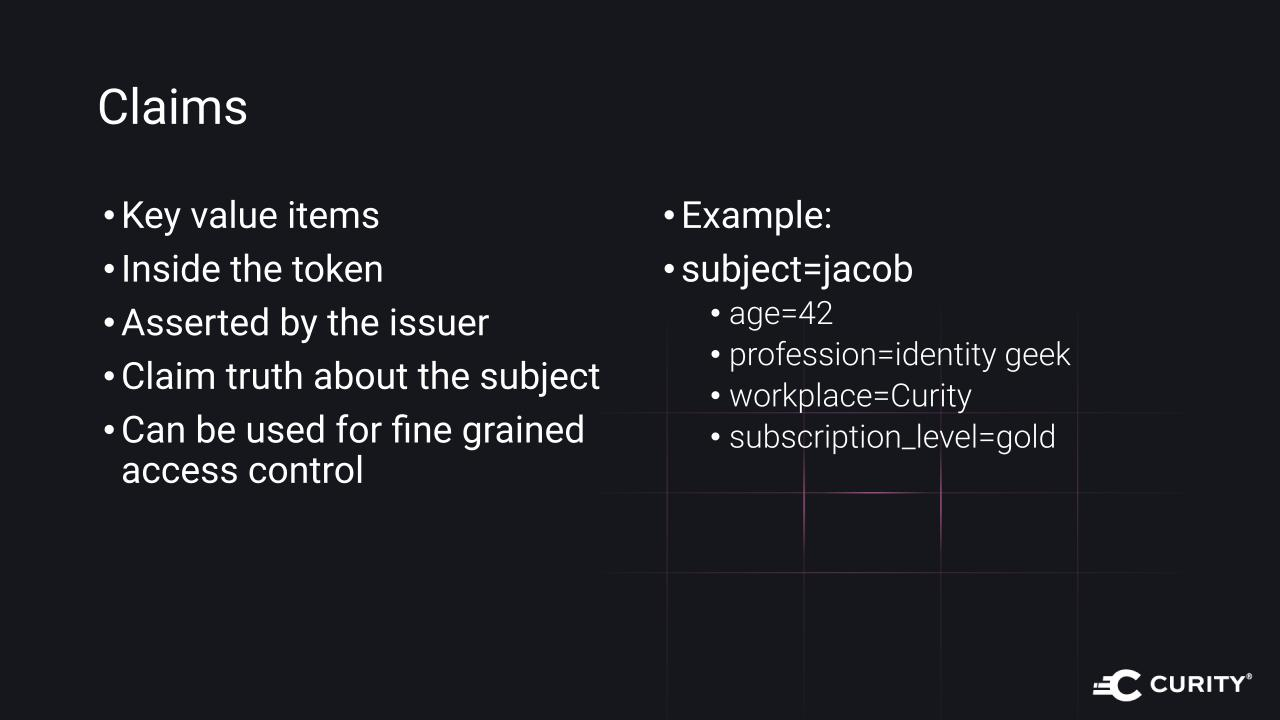 Claims
• Key value items
• Inside the token
• Asserted by the issuer
• Claim truth about the subject
• Can be used for fine grained
access control
• Example:
• subject=jacob
• age=42
• profession=identity geek
• workplace=Curity
• subscription_level=gold
CURITY®